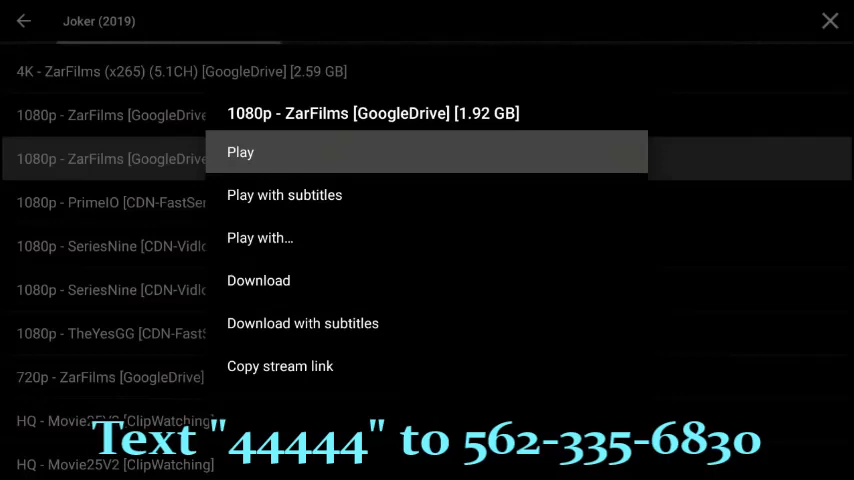 Joker (2019)
4K - ZarFilms (x265) (5.1CH) [GoogleDrive] [2.59 GB]
1080p - ZarFilms [GoogleDrive
1080p - ZarFilms [GoogleDrive] [1.92 GB]
Play
1080p - ZarFilms [GoogleDrive
Play with subtitles
1080p - PrimeIO [CDN-FastSer
Play with...
1080p - SeriesNine [CDN-Vidlo
Download
1080p - SeriesNine [CDN-Vidlo
Download with subtitles
1080p - TheYesGG [CDN-Fast
Copy stream link
720p - ZarFilms [GoogleDrive]
HQ - Movie25V2 [ClipWatching]
Text "44444" to 562-335-6830
HQ - Movie25V2 [ClipWatching]